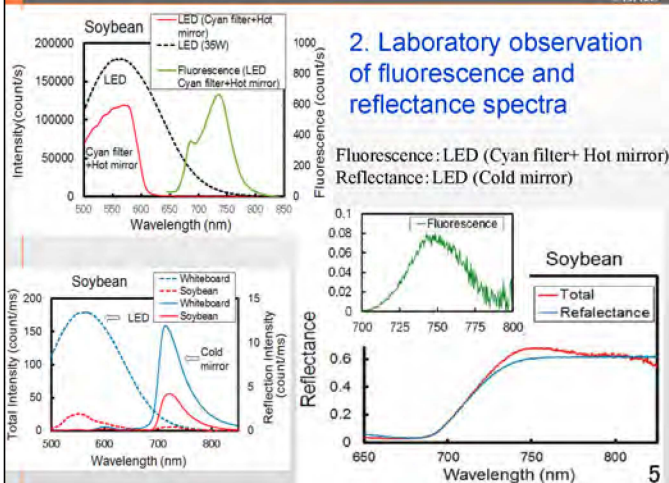 Soybean
LED (Cyan filter+Hot
mirror)
LED (35W)
Fluorescence (LED
Cyan filter+Hot mirror)
200000
150000
100000
50000
0
Intensity(count/s)
LED
Cyan filter
+Hot mirror
1000
800
600
400
200
0
Fluorescence (count/s)
500 550 600 650 700 750 800 850
Wavelength (nm)
2. Laboratory observation
of fluorescence and
reflectance spectra
Fluorescence:LED (Cyan filter+ Hot mirror)
Reflectance:LED (Cold mirror)
Soybean
Whiteboard
Soybean
Whiteboard
Soybean
200
150
100
50
0
Total Intensity (count/ms)
LED
Cold
mirror
15
10
5
0
Reflection Intensity
(count/ms)
500 600 700 800
Wavelength (nm)
0.1
0.08
0.06
0.04
0.02
0
Fluorescence
700 725 750 775 800
Soybean
Total
Refalectance
0.6
0.4
0.2
0
Reflectance
650 700 750 800
Wavelength (nm)
5